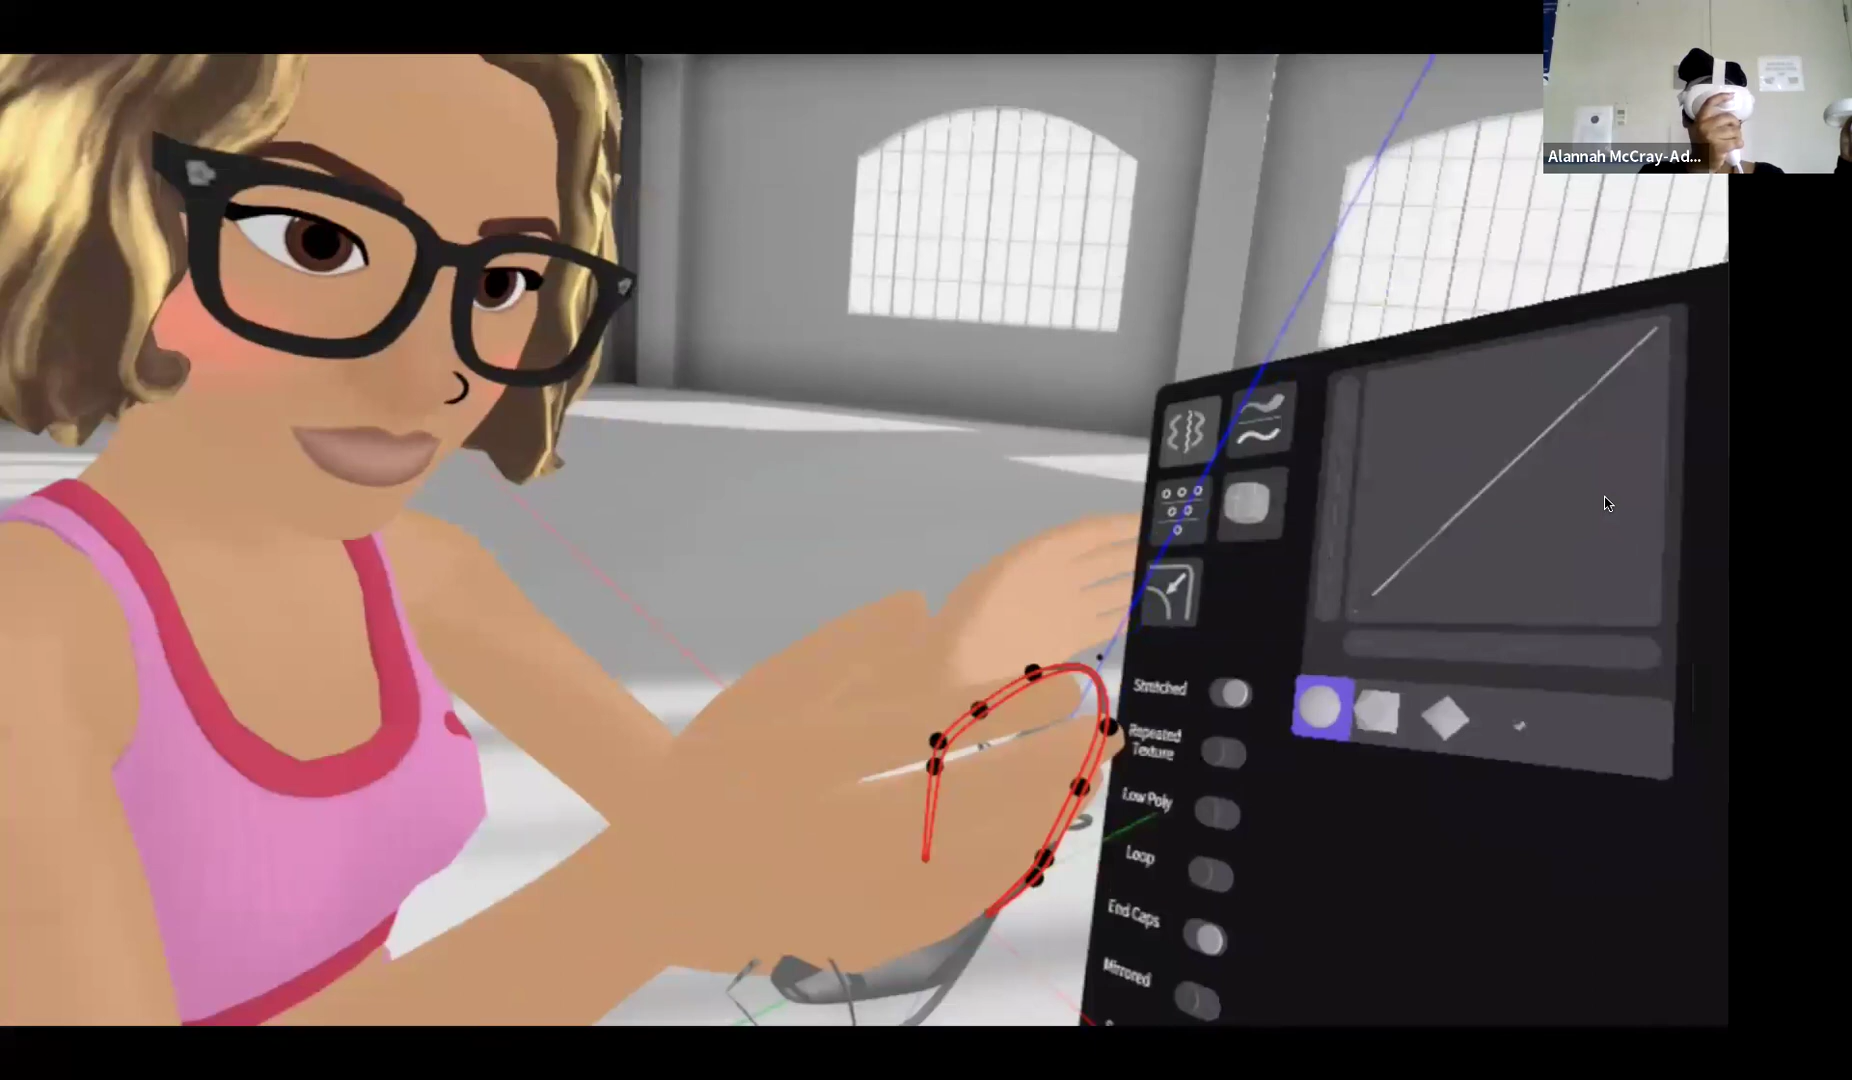 Alannah McCray-Ad...
Stretched
Repeated
Texture
Low Poly
Loop
End Caps
Mirrored